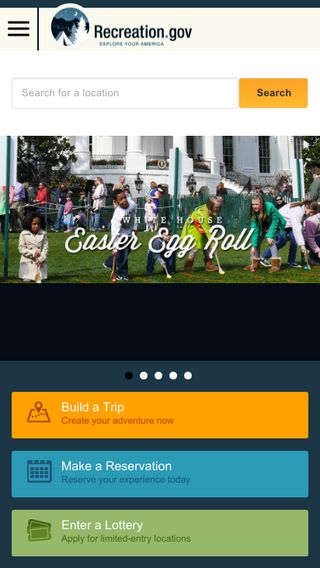 Recreation.gov
EXPLORE YOUR AMERICA
Search for a location
Search
WHITE HOUSE
Easter Egg Roll
Build a Trip
Create your adventure now
Make a Reservation
Reserve your experience today
Enter a Lottery
Apply for limited-entry locations